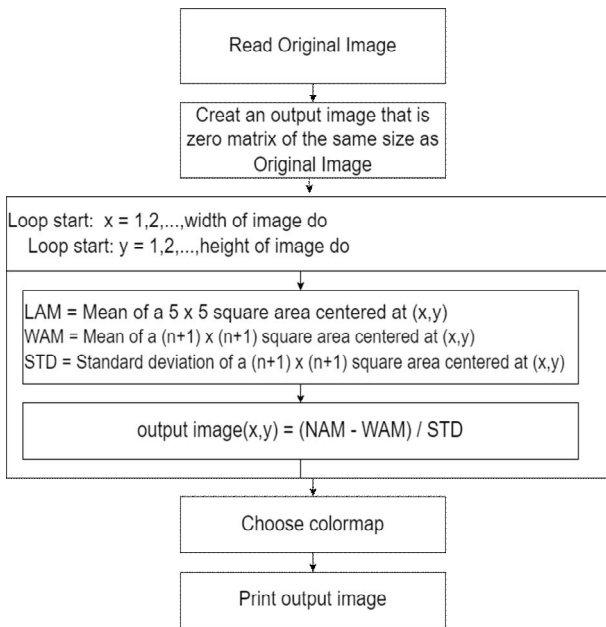 Read Original Image
Creat an output image that is
zero matrix of the same size as
Original Image
Loop start: x = 1,2,...,width of image do
Loop start: y = 1,2,...,height of image do
LAM = Mean of a 5 x 5 square area centered at (x,y)
WAM = Mean of a (n+1) x (n+1) square area centered at (x,y)
STD = Standard deviation of a (n+1) x (n+1) square area centered at (x,y)
output image(x,y) = (NAM - WAM) / STD
Choose colormap
Print output image